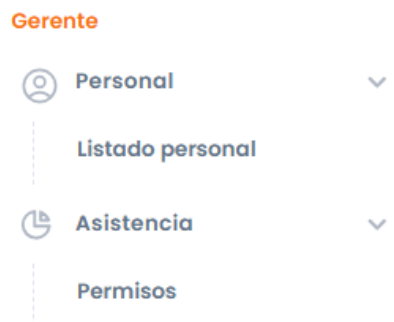 Gerente
Personal
Listado personal
Asistencia
Permisos